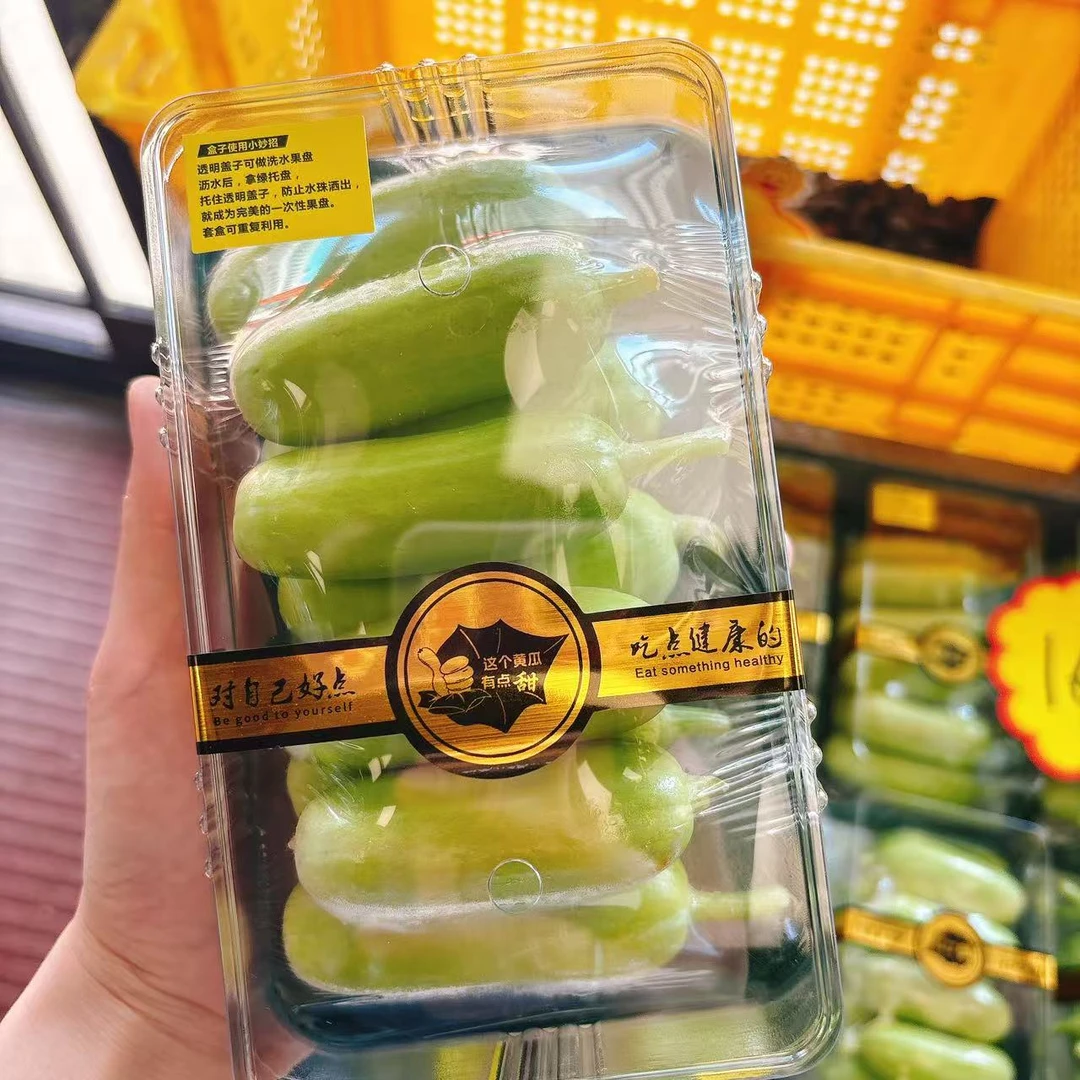 盒子使用小妙招
透明盖子可做洗水果盘
沥水后，拿绿托盘，
托住透明盖子，防止水珠洒出，
就成为完美的一次性果盘。
套盒可重复利用。
对自己好点
Be good to yourself
这个黄瓜
有点甜
吃点健康的
Eat something healthy